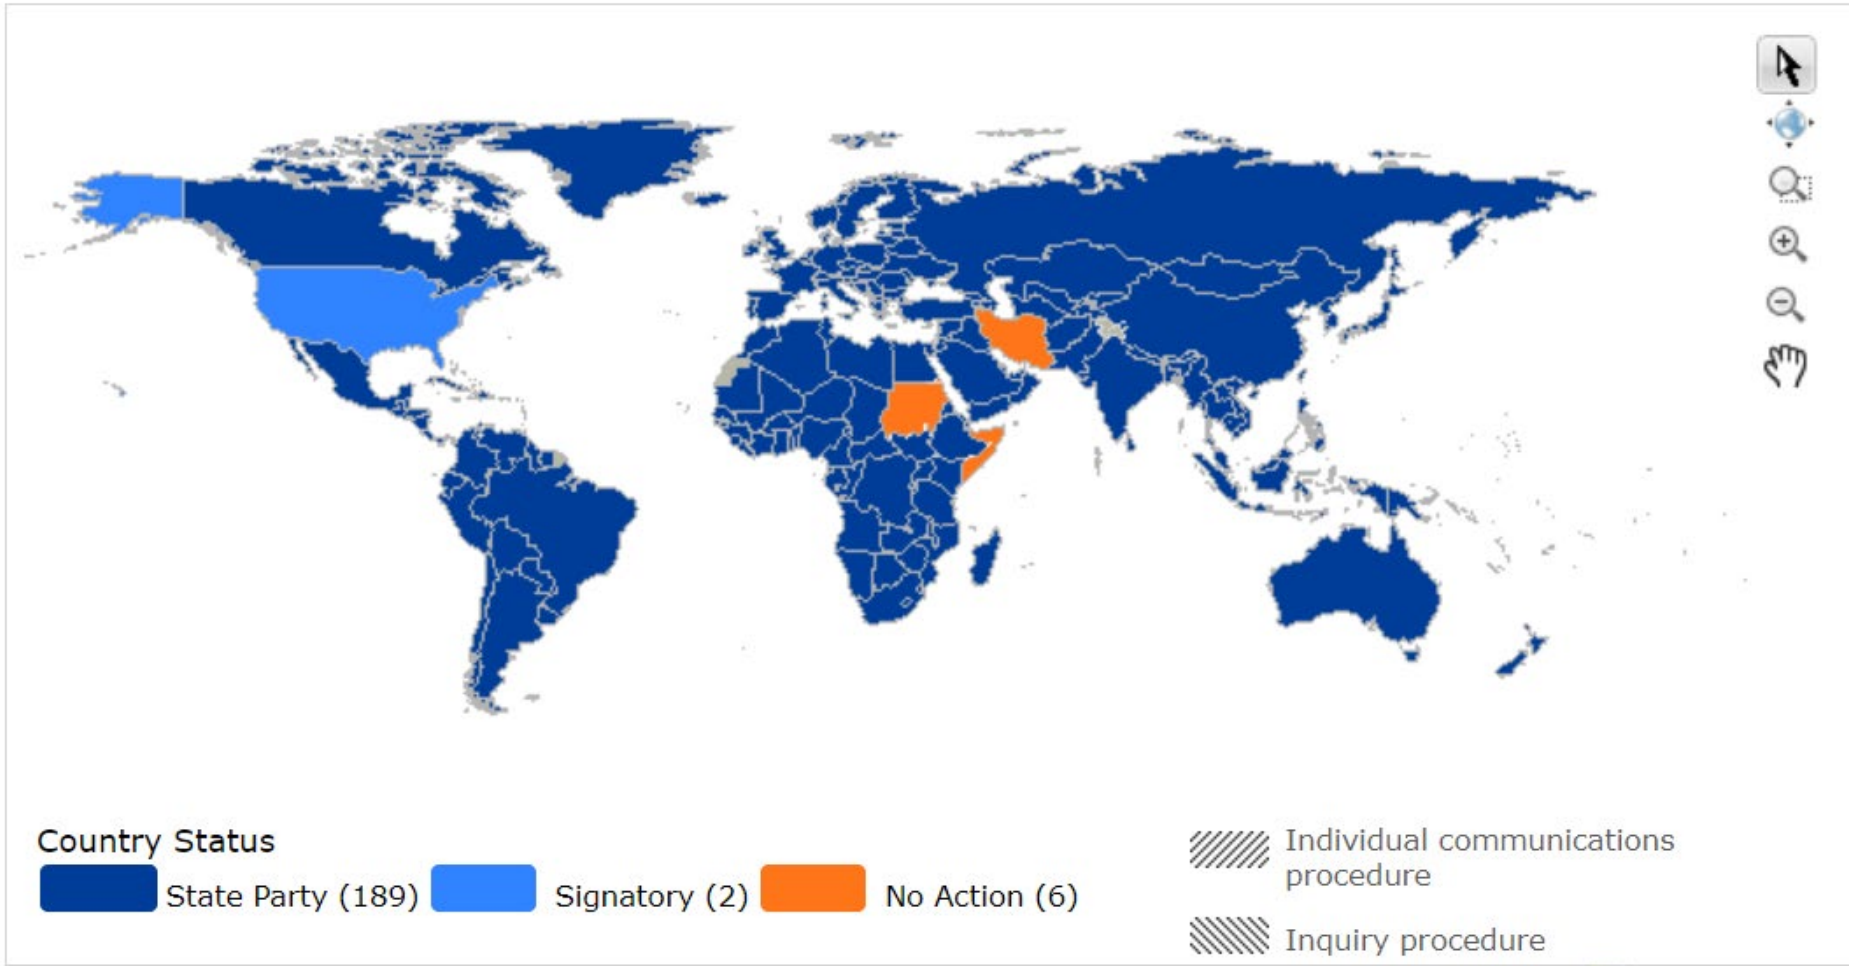 Country Status
State Party (189)
Signatory (2)
No Action (6)
Individual communications
procedure
Inquiry procedure